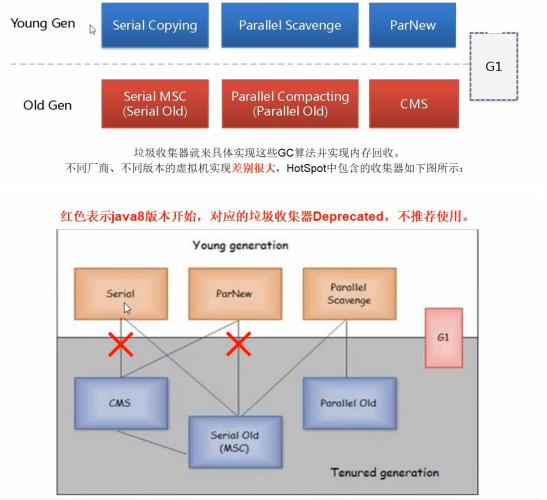 Young Gen
Serial Copying
Parallel Scavenge
ParNew
G1
Old Gen
Serial MSC
(Serial Old)
Parallel Compacting
(Parallel Old)
CMS
垃圾收集器就来具体实现这些GC算法并实现内存回收。
不同厂商、不同版本的虚拟机实现差别很大，HotSpot中包含的收集器如下图所示：
红色表示java8版本开始，对应的垃圾收集器Deprecated，不推荐使用。
Young generation
Serial
ParNew
Parallel
Scavenge
G1
CMS
Serial Old
(MSC)
Parallel Old
Tenured generation